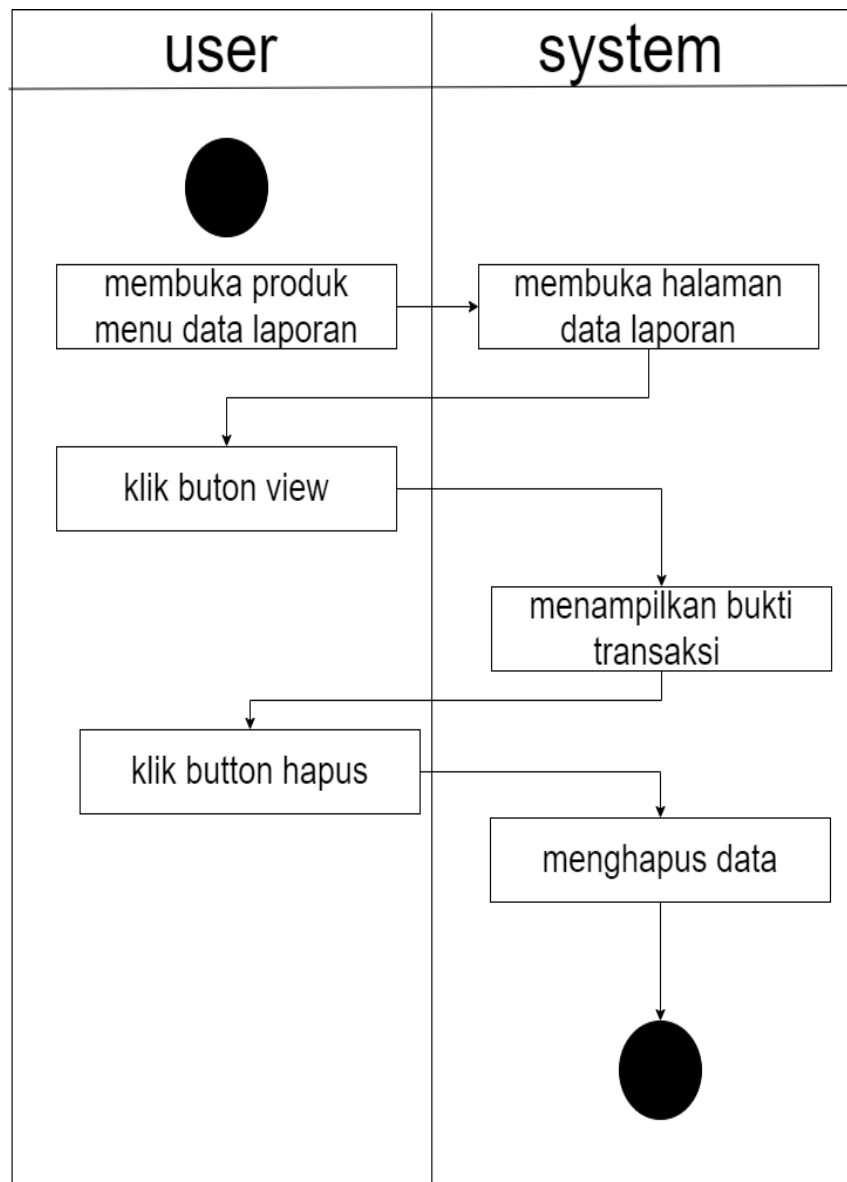 user
system
membuka produk
menu data laporan
membuka halaman
data laporan
klik buton view
menampilkan bukti
transaksi
klik button hapus
menghapus data